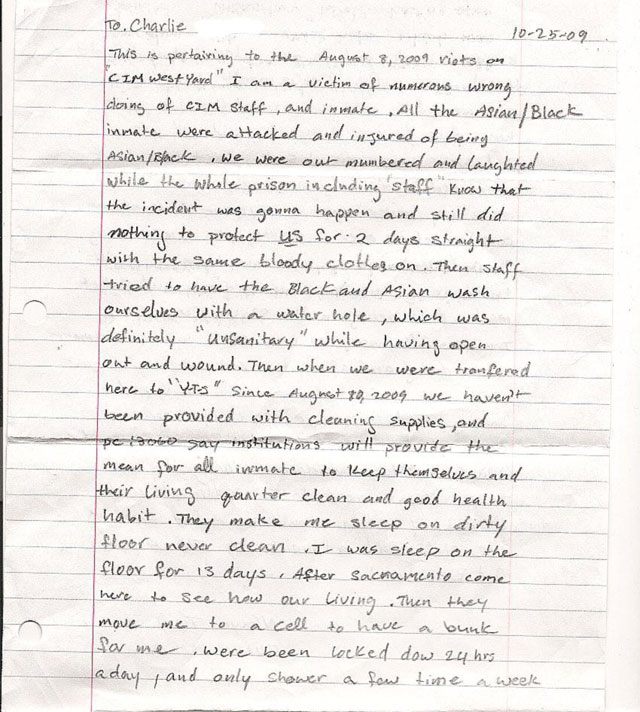 To. Charlie
10-25-09
This is pertairing to the August 8, 2009 riots on
"CIM West Yard" I am a victim of numerous wrong
doing of CIM staff, and inmate. All the Asian/Black
inmate were attacked and injured of being
Asian/Black. We were out mumbered and laughted
while the whole prison including "staff" know that
the incident was gonna happen and still did
nothing to protect US for 2 days straight
with the same bloody clothes on. Then staff
tried to have the Black and Asian wash
ourselves with a water hole, which was
definitely "unsanitary" while having open
cut and wound. Then when we were tranfered
here to "YTS" since August 2009 we haven't
been provided with cleaning supplies, and
pc say institutions will provide the
mean for all inmate to keep themselves and
their living quarter clean and good health
habit. They make me sleep on dirty
floor never clean. I was sleep on the
floor for 13 days. After sacramento come
here to see how our living. Then they
move me to a cell to have a bunk
for me. were been locked dow 24 hrs
a day, and only shower a few time a week